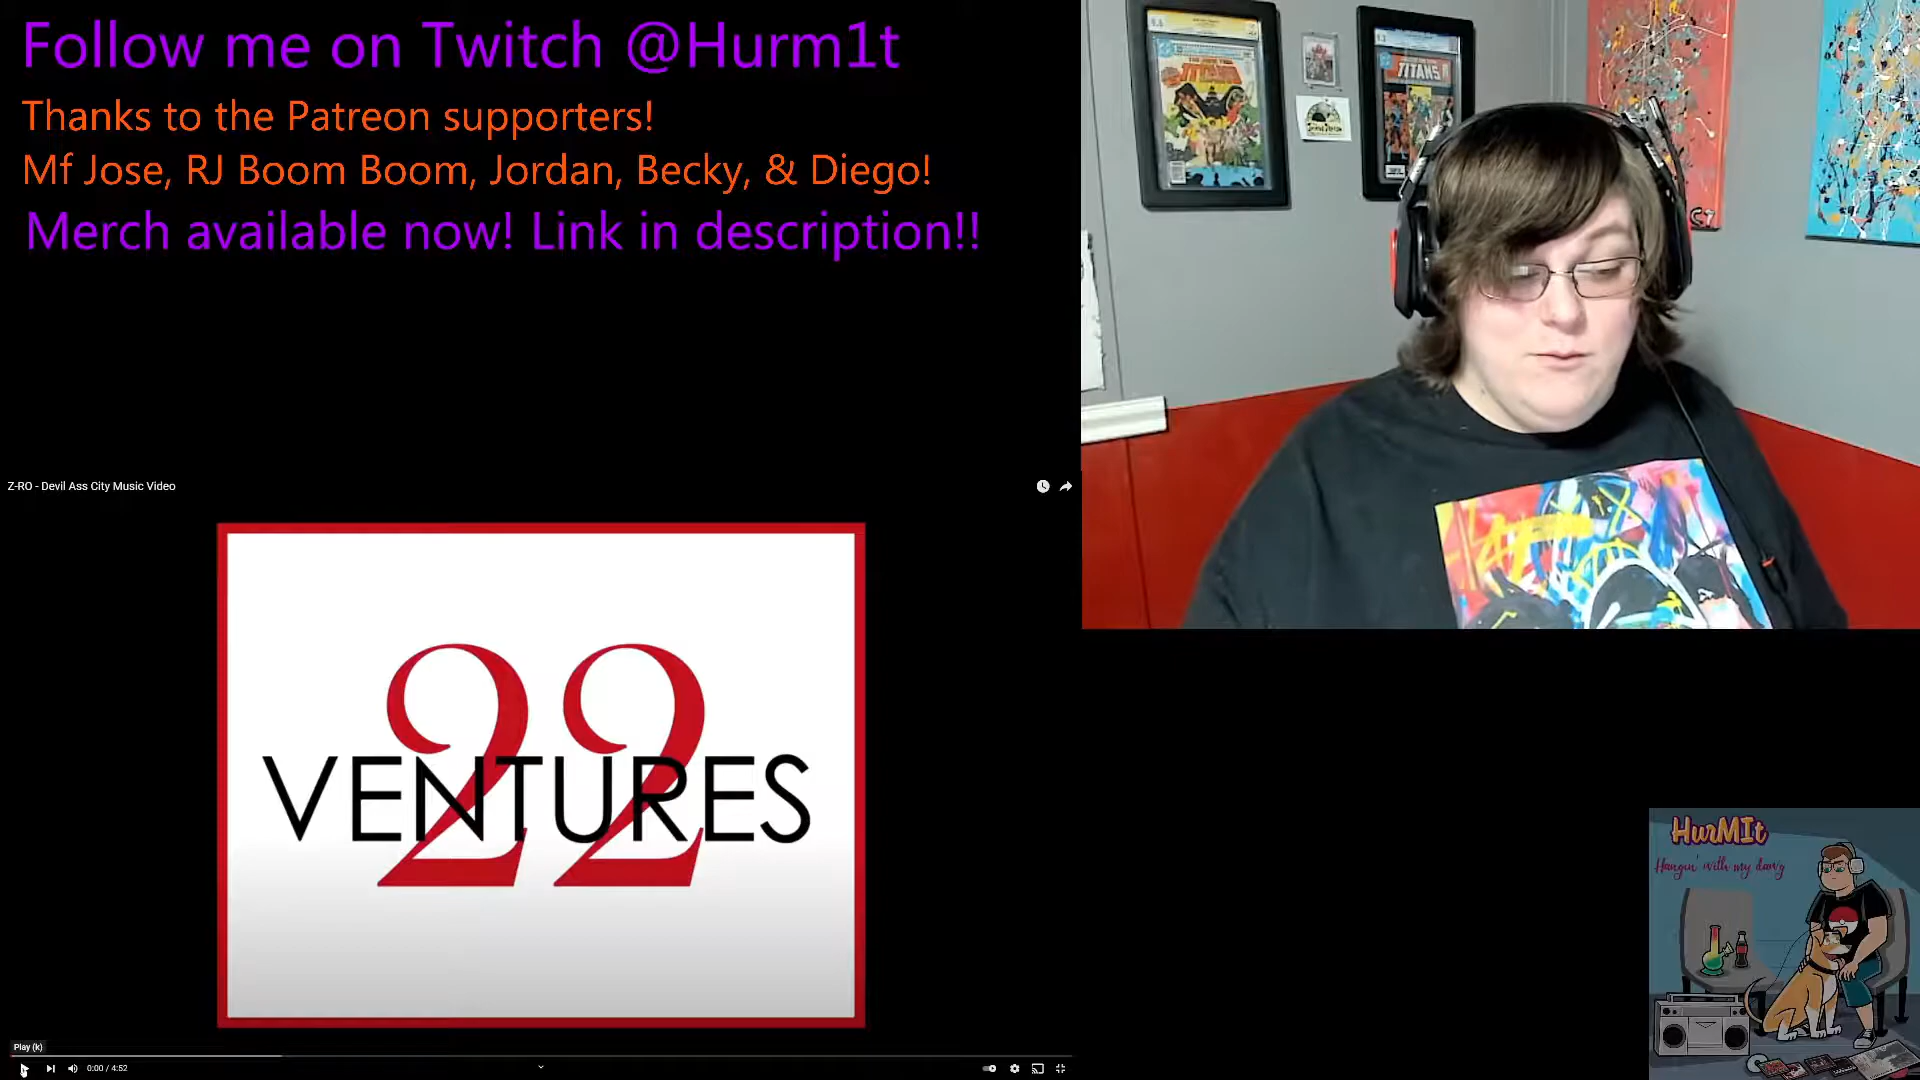 Follow me on Twitch @Hurm1t
Thanks to the Patreon supporters!
Mf Jose, RJ Boom Boom, Jordan, Becky, & Diego!
Merch available now! Link in description!!
TITANS
TITANS
Z-RO - Devil Ass City Music Video
22
VENTURES
HurMIt
Hangin' with my dawg
Play (k)
0:00 / 4:52